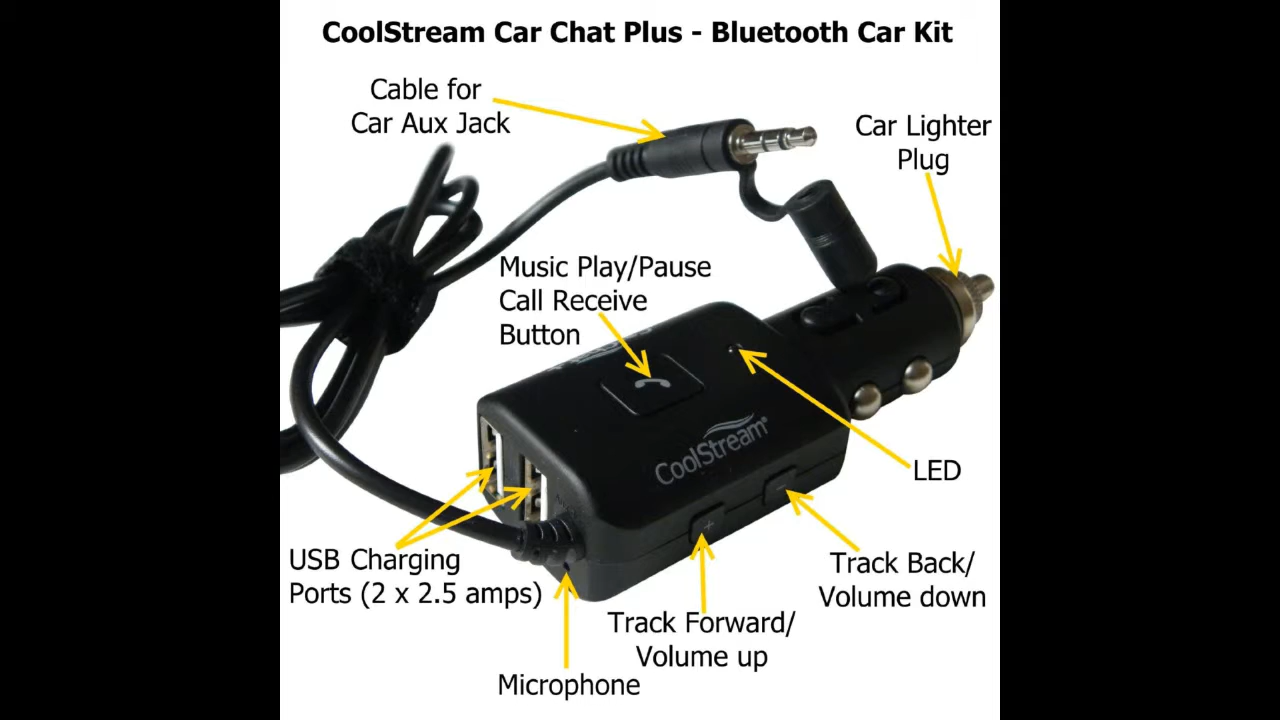 CoolStream Car Chat Plus - Bluetooth Car Kit
Cable for
Car Aux Jack
Car Lighter
Plug
Music Play/Pause
Call Receive
Button
CoolStream®
LED
USB Charging
Ports (2 x 2.5 amps)
Track Back/
Volume down
Track Forward/
Volume up
Microphone